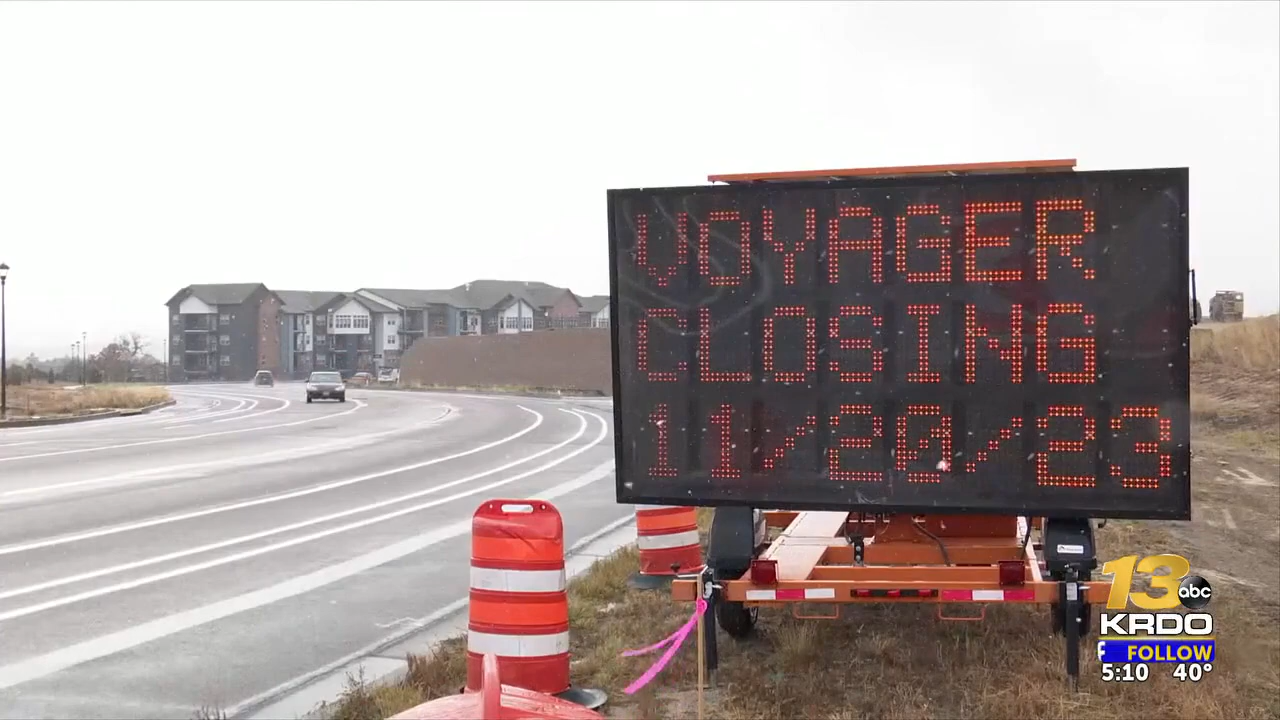 VOYAGER
CLOSING
11/20/23
13 abc
KRDO
FOLLOW
5:10 40°